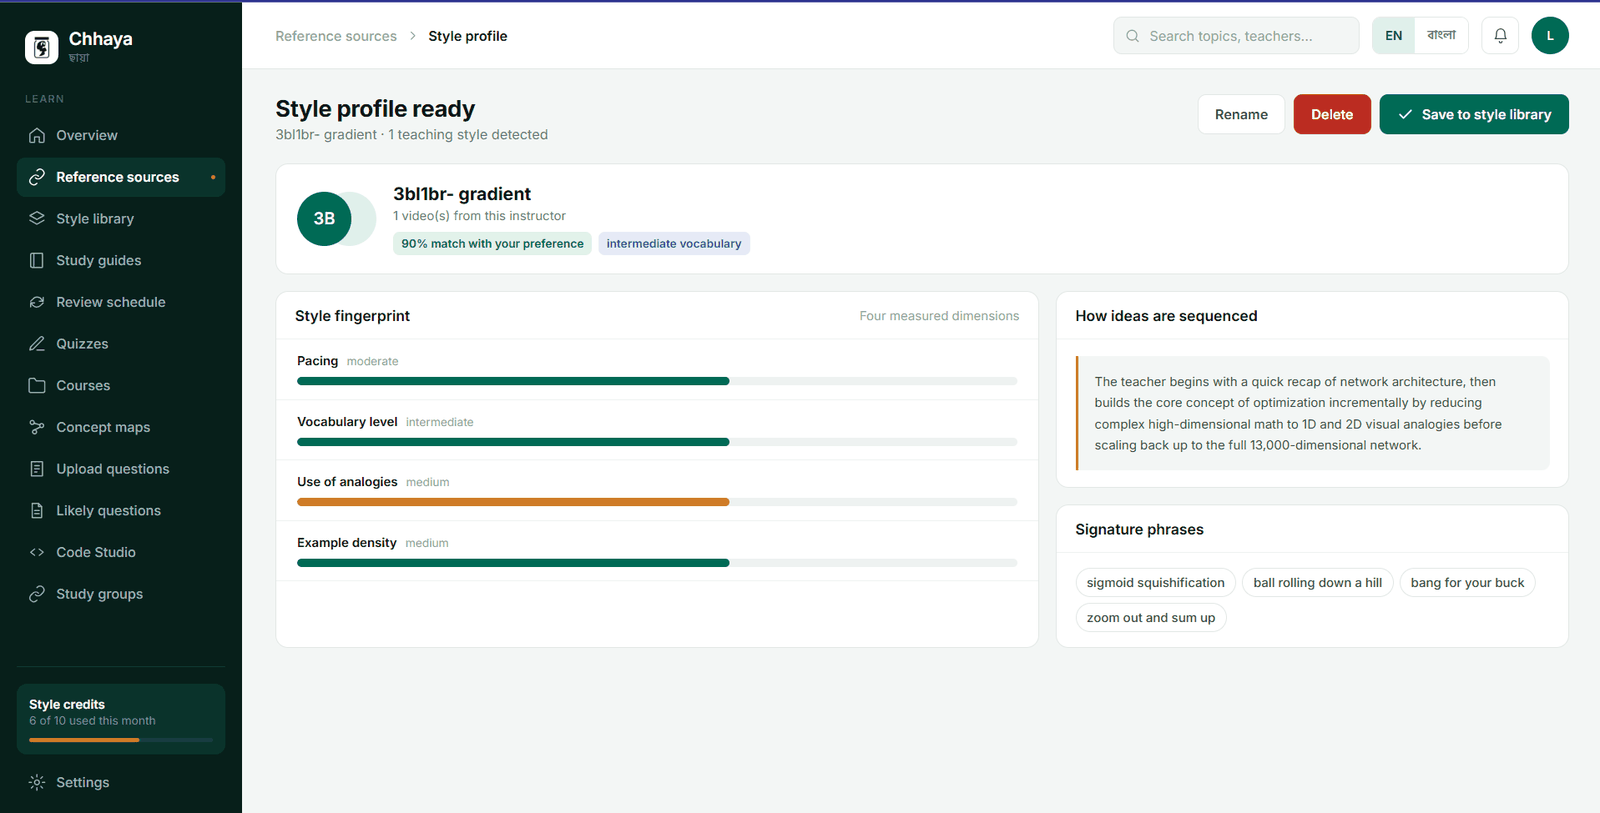 Chhaya
ছায়া
LEARN
Overview
Reference sources
Style library
Study guides
Review schedule
Quizzes
Courses
Concept maps
Upload questions
Likely questions
Code Studio
Study groups
Style credits
6 of 10 used this month
Settings
Reference sources > Style profile
Search topics, teachers...
EN
বাংলা
L
Style profile ready
3bl1br- gradient · 1 teaching style detected
Rename
Delete
Save to style library
3B
3bl1br- gradient
1 video(s) from this instructor
90% match with your preference
intermediate vocabulary
Style fingerprint
Four measured dimensions
Pacing moderate
Vocabulary level intermediate
Use of analogies medium
Example density medium
How ideas are sequenced
The teacher begins with a quick recap of network architecture, then
builds the core concept of optimization incrementally by reducing
complex high-dimensional math to 1D and 2D visual analogies before
scaling back up to the full 13,000-dimensional network.
Signature phrases
sigmoid squishification
ball rolling down a hill
bang for your buck
zoom out and sum up